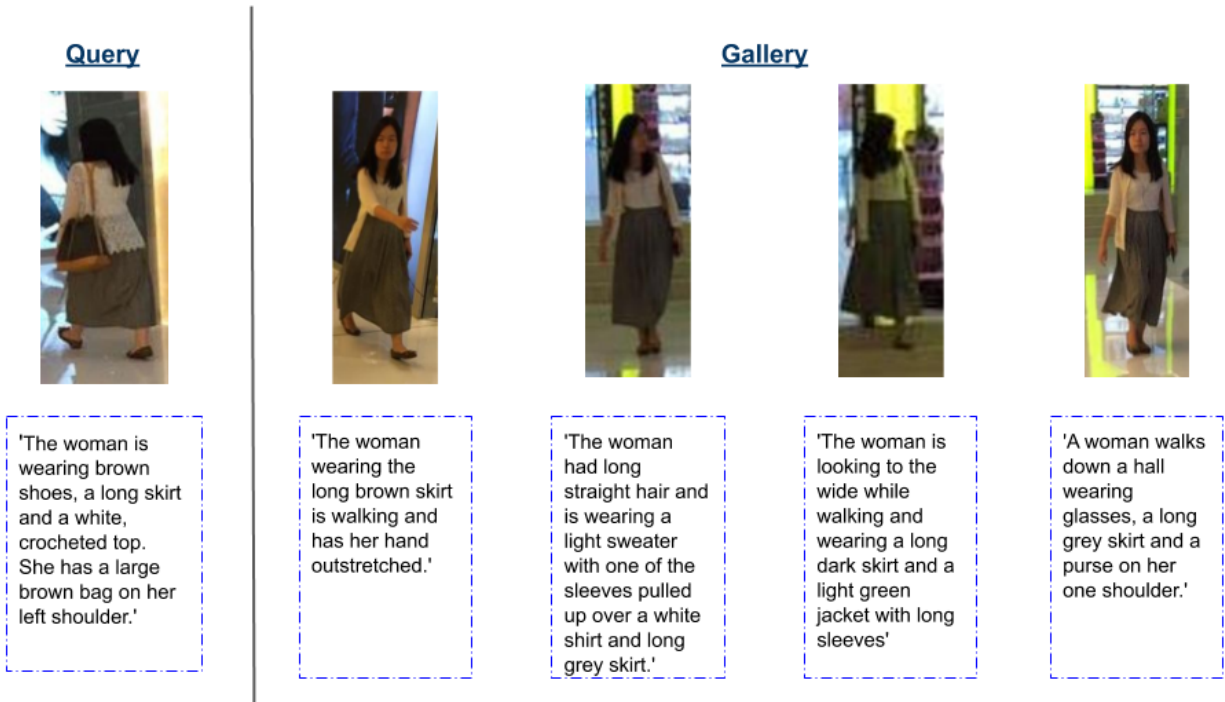 Query
Gallery
'The woman is
wearing brown
shoes, a long skirt
and a white,
crocheted top.
She has a large
brown bag on her
left shoulder.'
'The woman
wearing the
long brown skirt
is walking and
has her hand
outstretched.'
'The woman
had long
straight hair and
is wearing a
light sweater
with one of the
sleeves pulled
up over a white
shirt and long
grey skirt.'
'The woman is
looking to the
wide while
walking and
wearing a long
dark skirt and a
light green
jacket with long
sleeves'
'A woman walks
down a hall
wearing
glasses, a long
grey skirt and a
purse on her
one shoulder.'